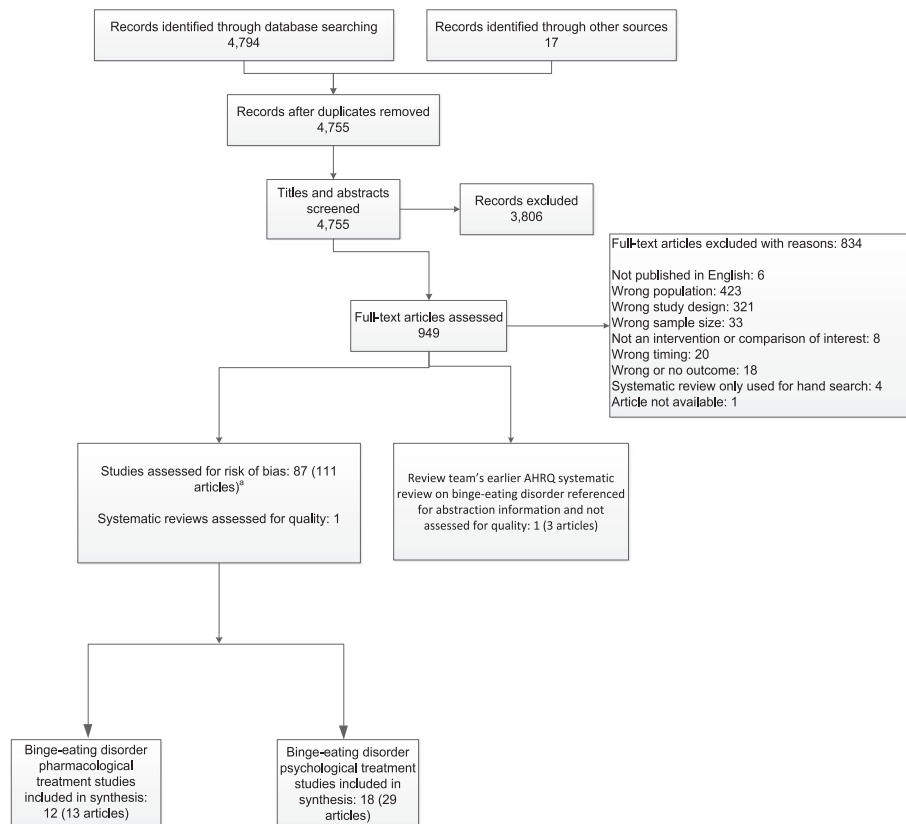 Records identified through database searching
4,794
Records identified through other sources
17
Records after duplicates removed
4,755
Titles and abstracts
screened
4,755
Records excluded
3,806
Full-text articles excluded with reasons: 834
Not published in English: 6
Wrong population: 423
Wrong study design: 321
Wrong sample size: 33
Not an intervention or comparison of interest: 8
Wrong timing: 20
Wrong or no outcome: 18
Systematic review only used for hand search: 4
Article not available: 1
Full-text articles assessed
949
Studies assessed for risk of bias: 87 (111
articles)ª
Systematic reviews assessed for quality: 1
Review team's earlier AHRQ systematic
review on binge-eating disorder referenced
for abstraction information and not
assessed for quality: 1 (3 articles)
Binge-eating disorder
pharmacological
treatment studies
included in synthesis:
12 (13 articles)
Binge-eating disorder
psychological treatment
studies included in
synthesis: 18 (29
articles)